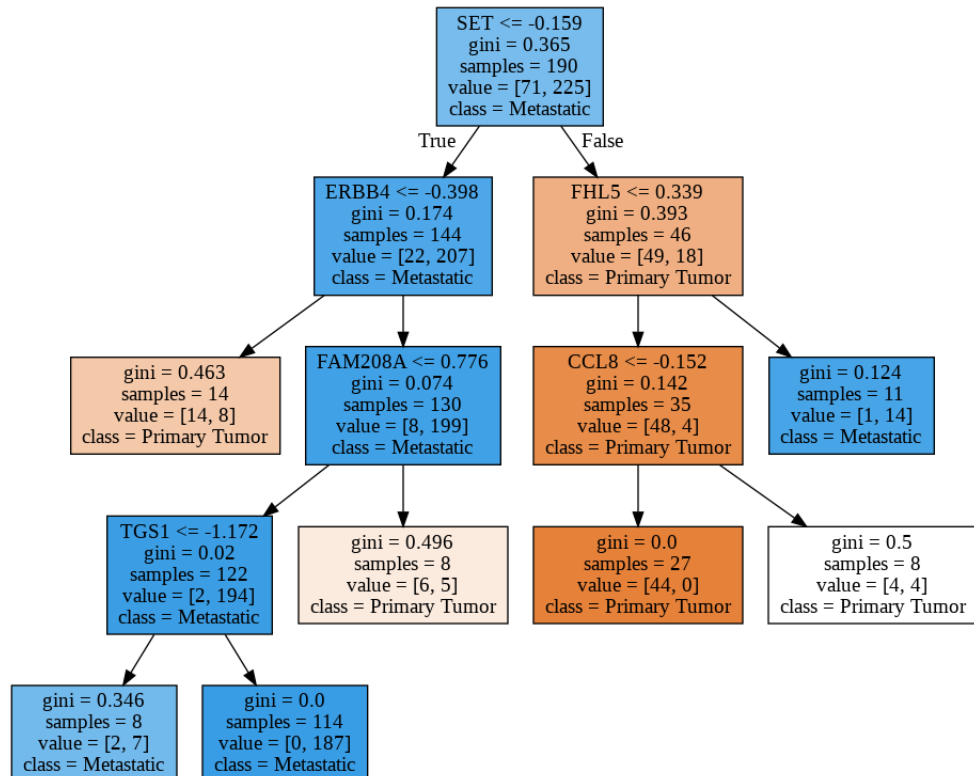 SET <= -0.159
gini = 0.365
samples = 190
value = [71, 225]
class = Metastatic
True
False
ERBB4 <= -0.398
gini = 0.174
samples = 144
value = [22, 207]
class = Metastatic
FHL5 <= 0.339
gini = 0.393
samples = 46
value = [49, 18]
class = Primary Tumor
gini = 0.463
samples = 14
value = [14, 8]
class = Primary Tumor
FAM208A <= 0.776
gini = 0.074
samples = 130
value = [8, 199]
class = Metastatic
CCL8 <= -0.152
gini = 0.142
samples = 35
value = [48, 4]
class = Primary Tumor
gini = 0.124
samples = 11
value = [1, 14]
class = Metastatic
TGS1 <= -1.172
gini = 0.02
samples = 122
value = [2, 194]
class = Metastatic
gini = 0.496
samples = 8
value = [6, 5]
class = Primary Tumor
gini = 0.0
samples = 27
value = [44, 0]
class = Primary Tumor
gini = 0.5
samples = 8
value = [4, 4]
class = Primary Tumor
gini = 0.346
samples = 8
value = [2, 7]
class = Metastatic
gini = 0.0
samples = 114
value = [0, 187]
class = Metastatic